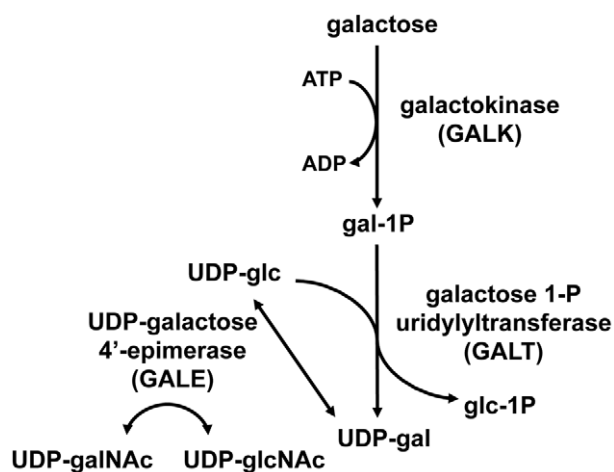 galactose
ATP
galactokinase
(GALK)
ADP
gal-1P
UDP-glc
galactose 1-P
uridylyltransferase
(GALT)
UDP-galactose
4’-epimerase
(GALE)
glc-1P
UDP-gal
UDP-galNAc
UDP-glcNAc